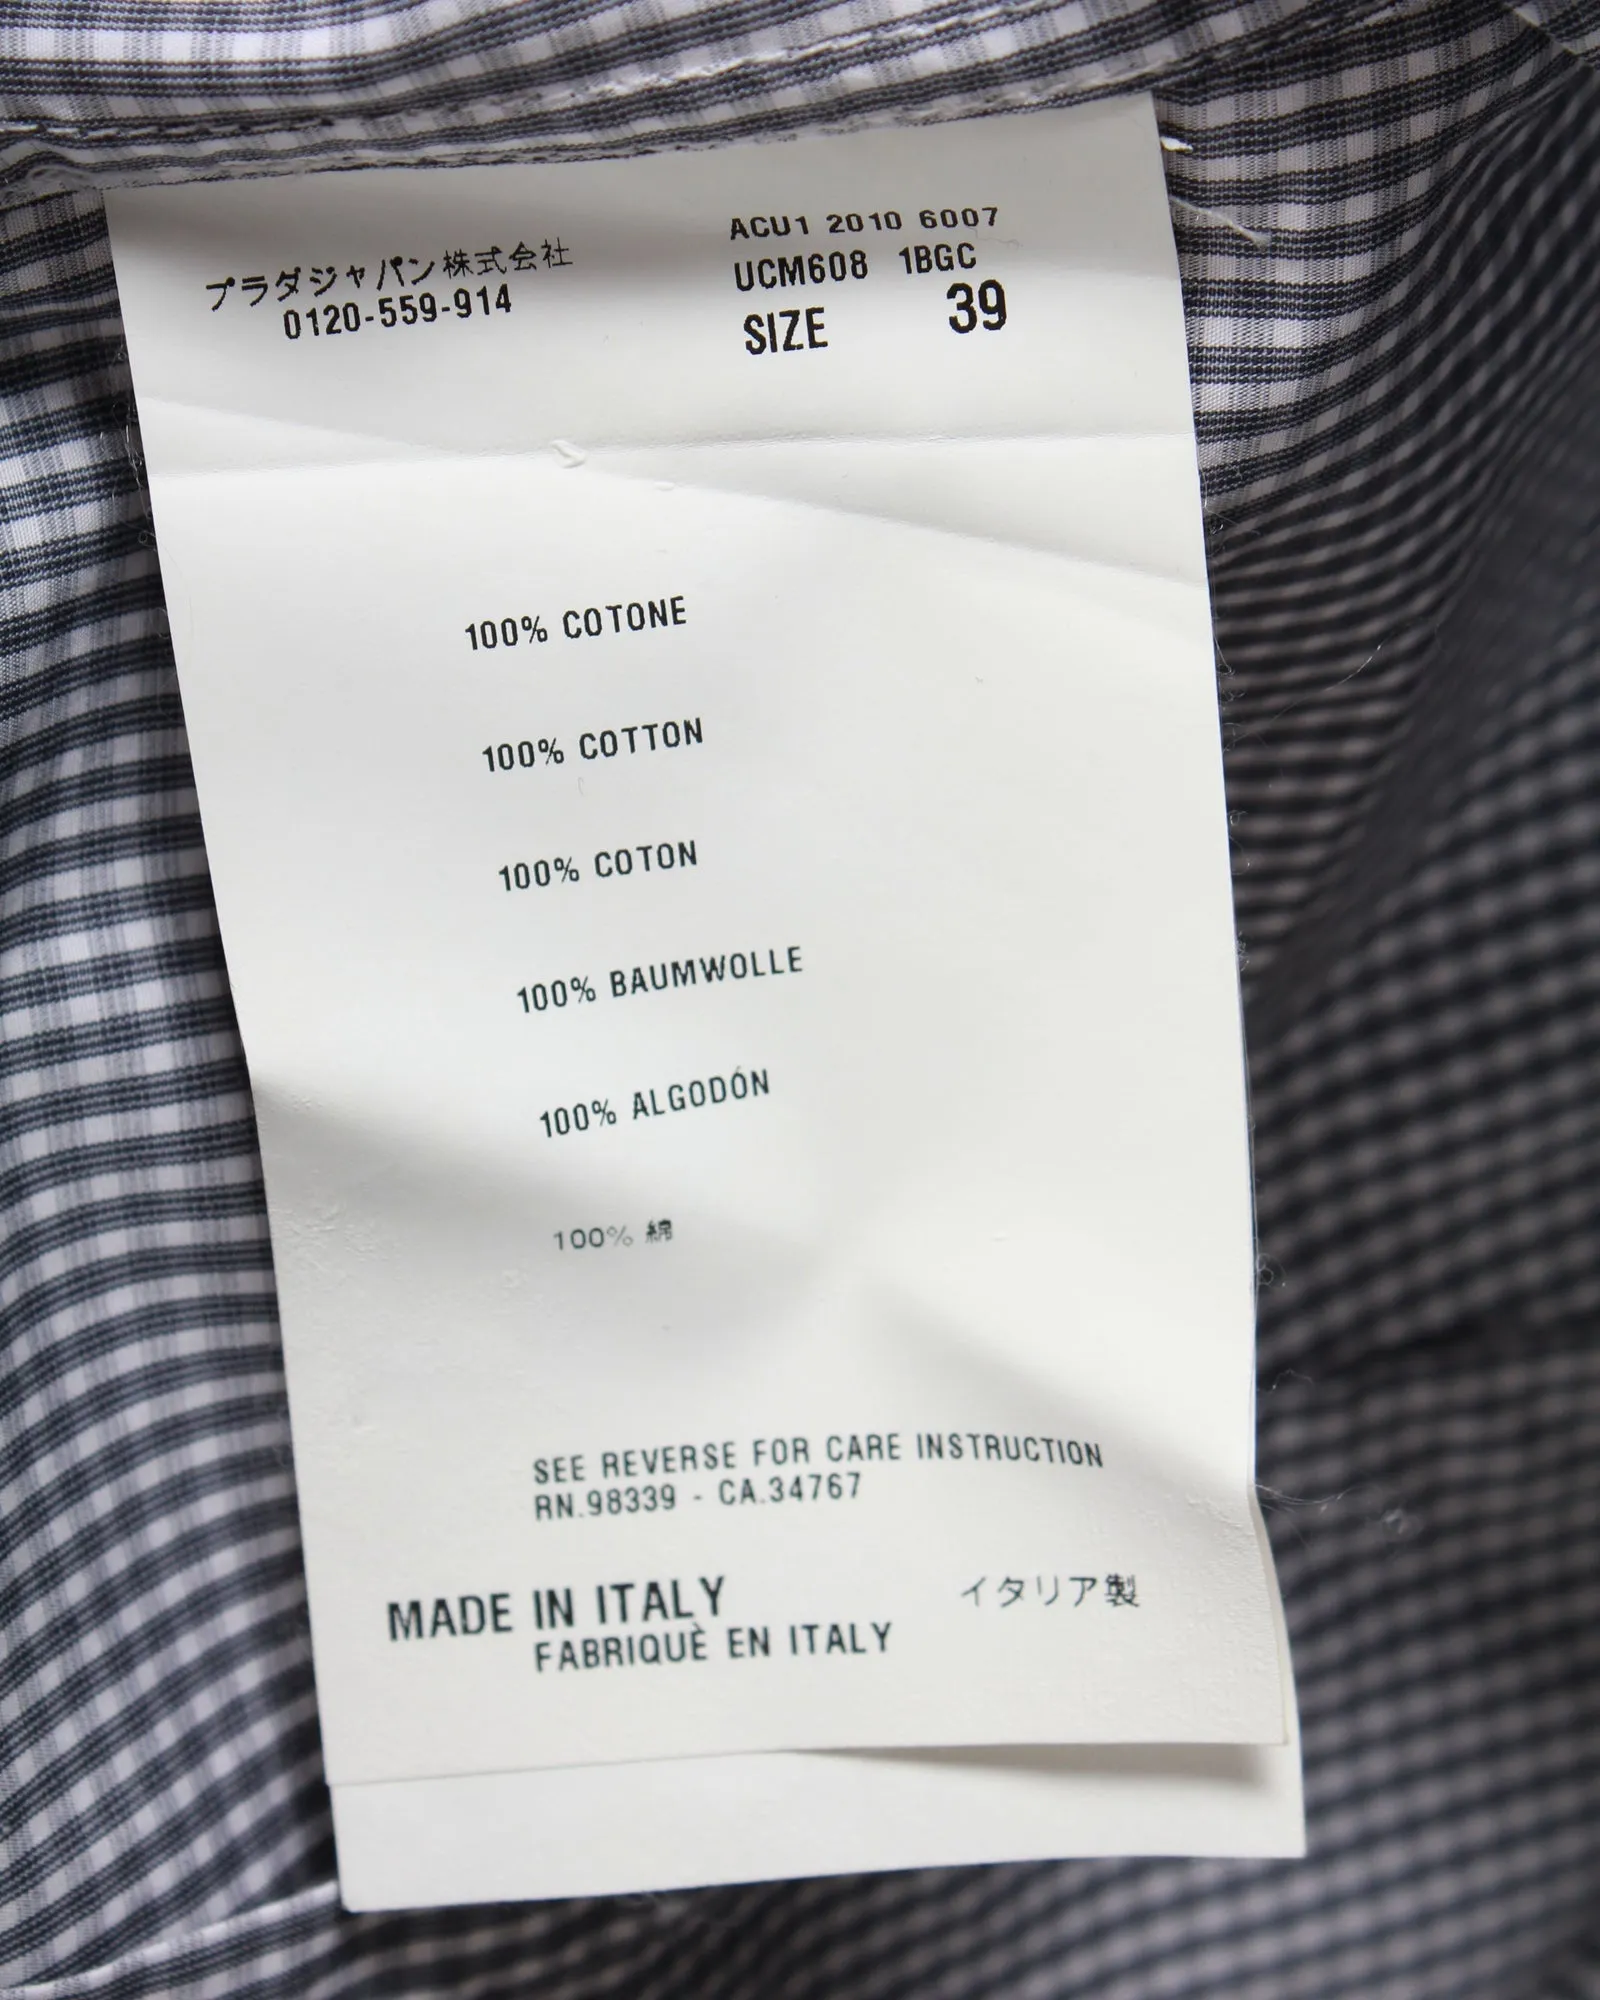 プラダジャパン株式会社
0120-559-914
ACU1 2010 6007
UCM608 1BGC
SIZE 39
100% COTONE
100% COTTON
100% COTON
100% BAUMWOLLE
100% ALGODÓN
100% 綿
SEE REVERSE FOR CARE INSTRUCTION
RN.98339 - CA.34767
MADE IN ITALY
FABRIQUÈ EN ITALY
イタリア製